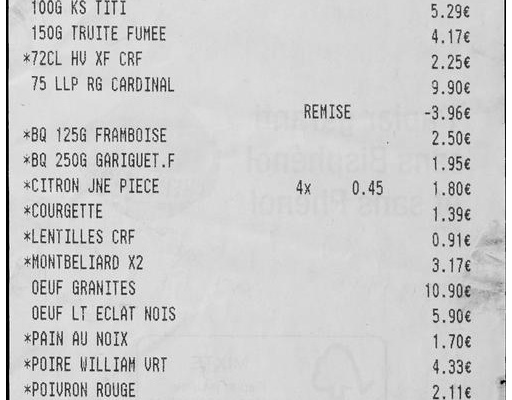 100G KS TITI 5.29€
150G TRUITE FUMEE 4.17€
*72CL HV XF CRF 2.25€
75 LLP RG CARDINAL 9.90€
REMISE -3.96€
*BQ 125G FRAMBOISE 2.50€
*BQ 250G GARIGUET.F 1.95€
*CITRON JNE PIECE 4x 0.45 1.80€
*COURGETTE 1.39€
*LENTILLES CRF 0.91€
*MONTBELIARD X2 3.17€
OEUF GRANITES 10.90€
OEUF LT ECLAT NOIS 5.90€
*PAIN AU NOIX 1.70€
*POIRE WILLIAM VRT 4.33€
*POIVRON ROUGE 2.11€